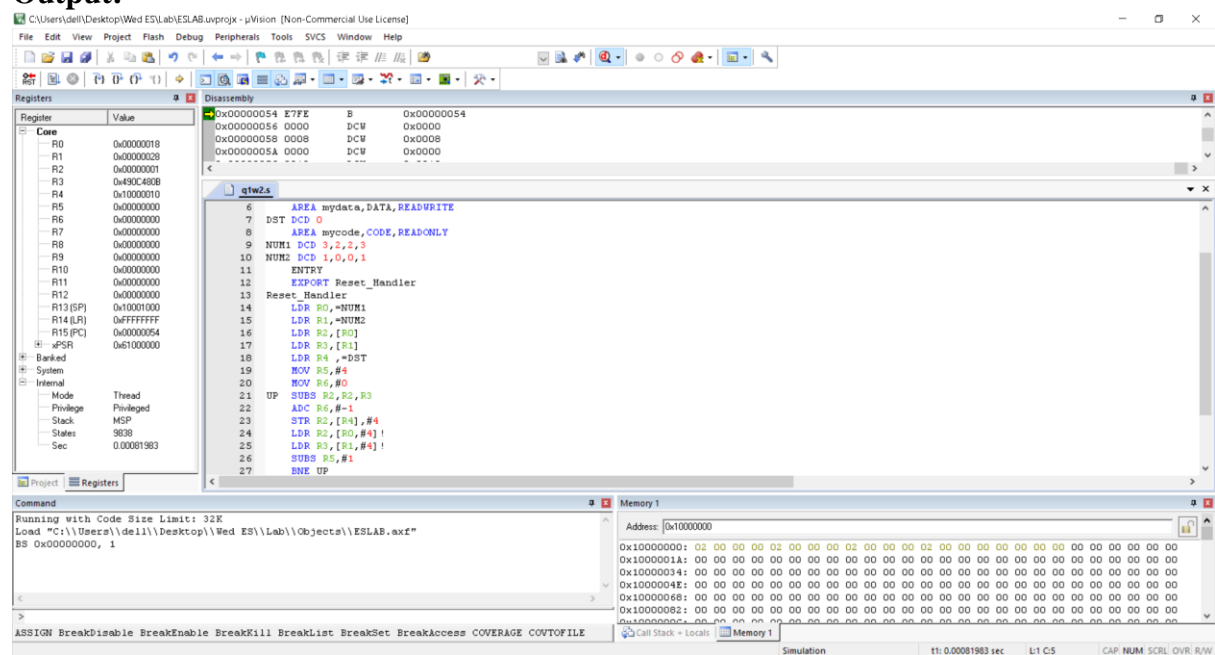 Output:
C:\Users\dell\Desktop\Wed ES\Lab\ESLAB.uvprojx - µVision [Non-Commercial Use License]
File Edit View Project Flash Debug Peripherals Tools SVCS Window Help
Registers
Register Value
Core
R0 0x00000018
R1 0x00000028
R2 0x00000001
R3 0x490C480B
R4 0x10000010
R5 0x00000000
R6 0x00000000
R7 0x00000000
R8 0x00000000
R9 0x00000000
R10 0x00000000
R11 0x00000000
R12 0x00000000
R13 (SP) 0x10001000
R14 (LR) 0xFFFFFFFF
R15 (PC) 0x00000054
xPSR 0x61000000
Banked
System
Internal
Mode Thread
Privilege Privileged
Stack MSP
States 9838
Sec 0.00081983
Project Registers
Disassembly
0x00000054 E7FE B 0x00000054
0x00000056 0000 DCW 0x0000
0x00000058 0008 DCW 0x0008
0x0000005A 0000 DCW 0x0000
q1w2.s
6 AREA mydata,DATA,READWRITE
7 DST DCD 0
8 AREA mycode,CODE,READONLY
9 NUM1 DCD 3,2,2,3
10 NUM2 DCD 1,0,0,1
11 ENTRY
12 EXPORT Reset_Handler
13 Reset_Handler
14 LDR R0,=NUM1
15 LDR R1,=NUM2
16 LDR R2,[R0]
17 LDR R3,[R1]
18 LDR R4 ,=DST
19 MOV R5,#4
20 MOV R6,#0
21 UP SUBS R2,R2,R3
22 ADC R6,#-1
23 STR R2,[R4],#4
24 LDR R2,[R0,#4]!
25 LDR R3,[R1,#4]!
26 SUBS R5,#1
27 BNE UP
Command
Running with Code Size Limit: 32K
Load "C:\\Users\\dell\\Desktop\\Wed ES\\Lab\\Objects\\ESLAB.axf"
BS 0x00000000, 1
>
ASSIGN BreakDisable BreakEnable BreakKill BreakList BreakSet BreakAccess COVERAGE COVTOFILE
Memory 1
Address: 0x10000000
0x10000000: 02 00 00 00 02 00 00 00 02 00 00 00 02 00 00 00 00 00 00 00 00 00 00 00 00 00
0x1000001A: 00 00 00 00 00 00 00 00 00 00 00 00 00 00 00 00 00 00 00 00 00 00 00 00 00 00
0x10000034: 00 00 00 00 00 00 00 00 00 00 00 00 00 00 00 00 00 00 00 00 00 00 00 00 00 00
0x1000004E: 00 00 00 00 00 00 00 00 00 00 00 00 00 00 00 00 00 00 00 00 00 00 00 00 00 00
0x10000068: 00 00 00 00 00 00 00 00 00 00 00 00 00 00 00 00 00 00 00 00 00 00 00 00 00 00
0x10000082: 00 00 00 00 00 00 00 00 00 00 00 00 00 00 00 00 00 00 00 00 00 00 00 00 00 00
Call Stack + Locals Memory 1
Simulation t1: 0.00081983 sec L:1 C:5 CAP NUM SCRL OVR R/W